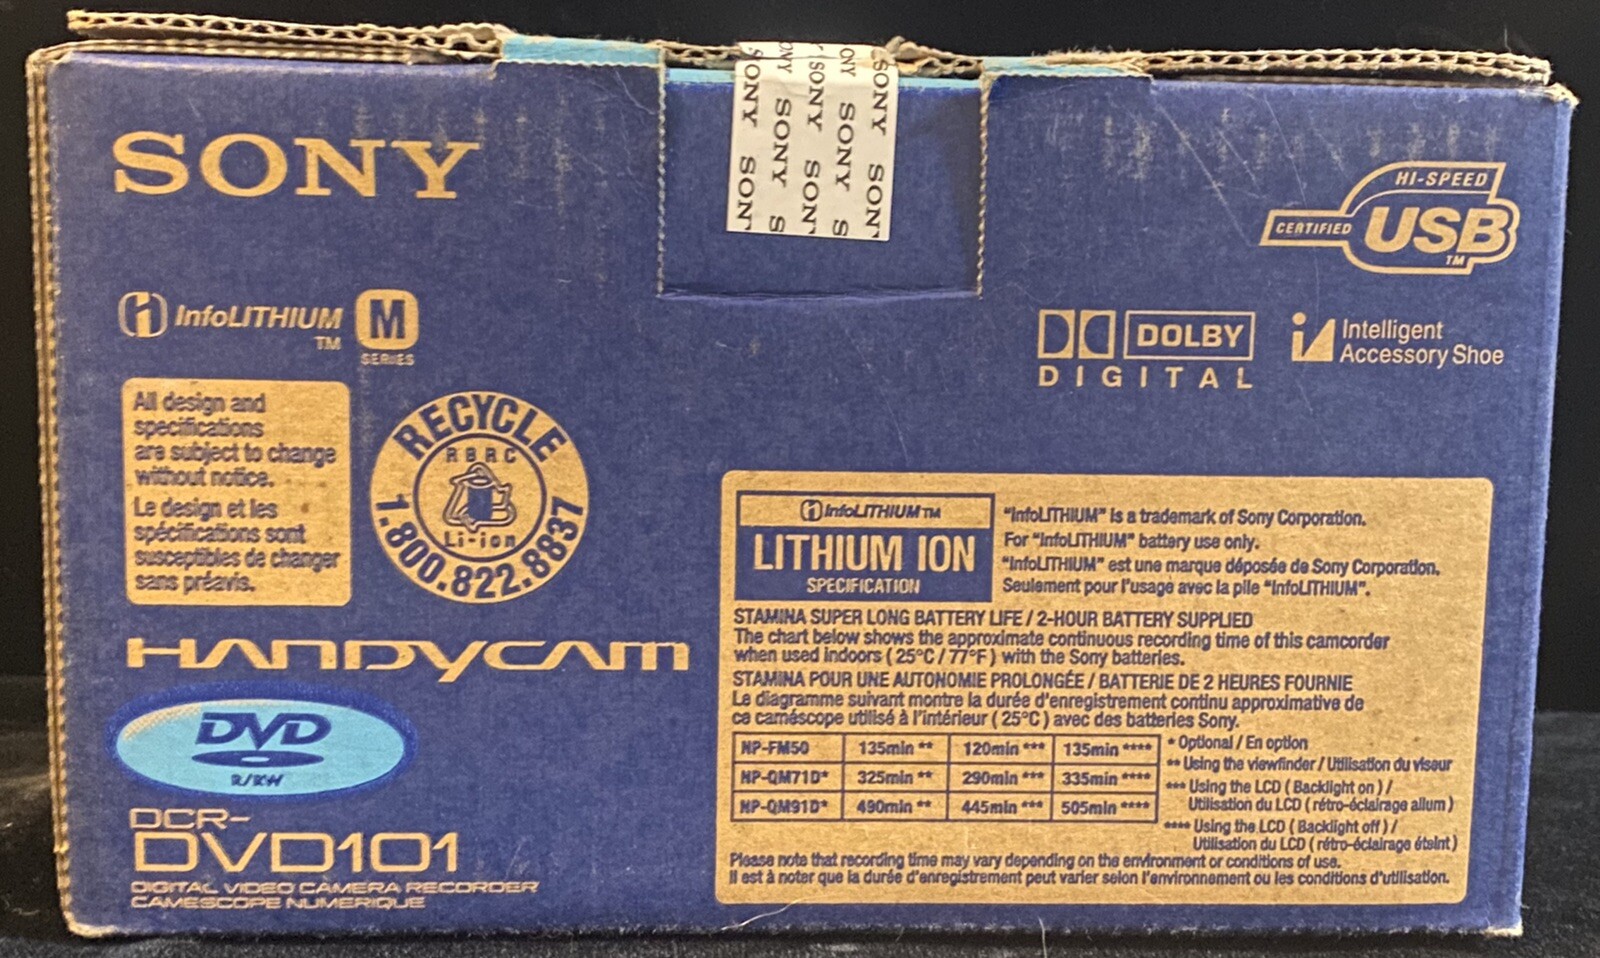 SONY
SONY SONY SONY SONY SONY
SON SONY SON SONY SON
S S
HI-SPEED
CERTIFIED USB
TM
InfoLITHIUM M
TM SERIES
DOLBY
DIGITAL
Intelligent
Accessory Shoe
All design and
specifications
are subject to change
without notice.
Le design et les
spécifications sont
susceptibles de changer
sans préavis.
RECYCLE
RBRC
Li-ion
1.800.822.8837
HANDYCAM
DVD
R/RW
DCR-
DVD101
DIGITAL VIDEO CAMERA RECORDER
CAMESCOPE NUMERIQUE
InfoLITHIUM TM
LITHIUM ION
SPECIFICATION
"InfoLITHIUM" is a trademark of Sony Corporation.
For "InfoLITHIUM" battery use only.
"InfoLITHIUM" est une marque déposée de Sony Corporation.
Seulement pour l'usage avec la pile "InfoLITHIUM".
STAMINA SUPER LONG BATTERY LIFE / 2-HOUR BATTERY SUPPLIED
The chart below shows the approximate continuous recording time of this camcorder
when used indoors ( 25°C / 77°F ) with the Sony batteries.
STAMINA POUR UNE AUTONOMIE PROLONGÉE / BATTERIE DE 2 HEURES FOURNIE
Le diagramme suivant montre la durée d'enregistrement continu approximative de
ce caméscope utilisé à l'intérieur ( 25°C ) avec des batteries Sony.
NP-FM50 135min ** 120min *** 135min ****
NP-QM71D* 325min ** 290min *** 335min ****
NP-QM91D* 490min ** 445min *** 505min ****
* Optional / En option
** Using the viewfinder / Utilisation du viseur
*** Using the LCD ( Backlight on ) /
Utilisation du LCD ( rétro-éclairage allum )
**** Using the LCD ( Backlight off ) /
Utilisation du LCD ( rétro-éclairage éteint )
Please note that recording time may vary depending on the environment or conditions of use.
Il est à noter que la durée d'enregistrement peut varier selon l'environnement ou les conditions d'utilisation.